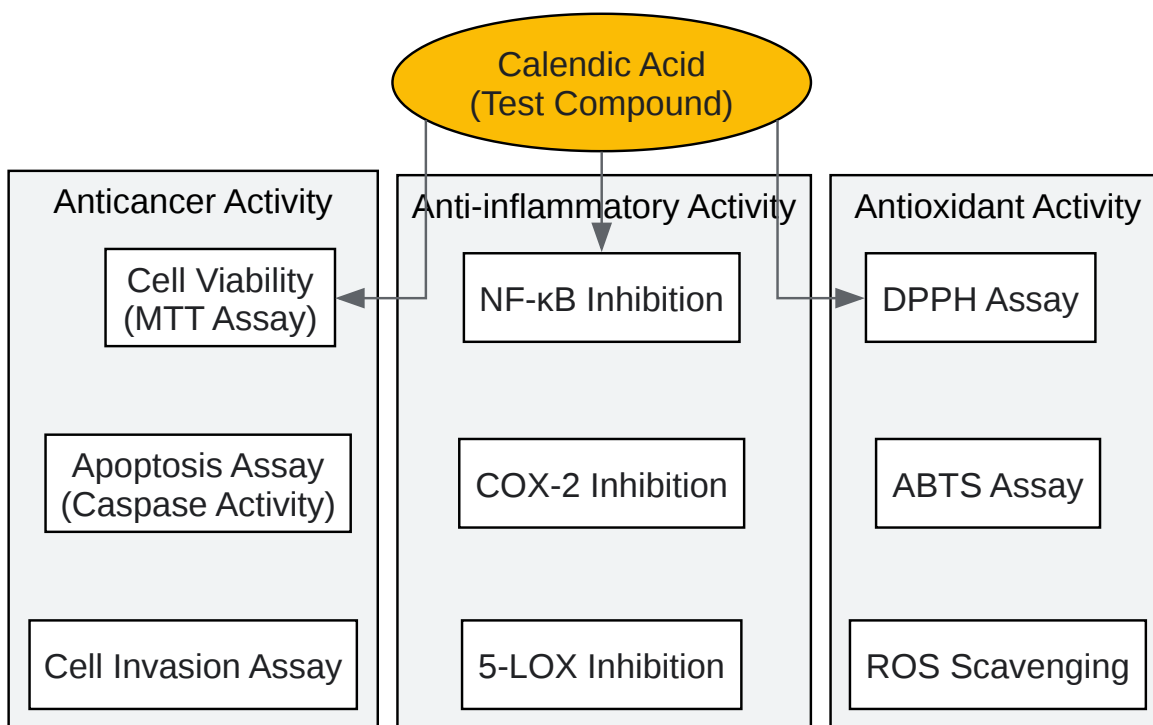 Calendic Acid
(Test Compound)
Anticancer Activity
Cell Viability
(MTT Assay)
Apoptosis Assay
(Caspase Activity)
Cell Invasion Assay
Anti-inflammatory Activity
NF-κB Inhibition
COX-2 Inhibition
5-LOX Inhibition
Antioxidant Activity
DPPH Assay
ABTS Assay
ROS Scavenging